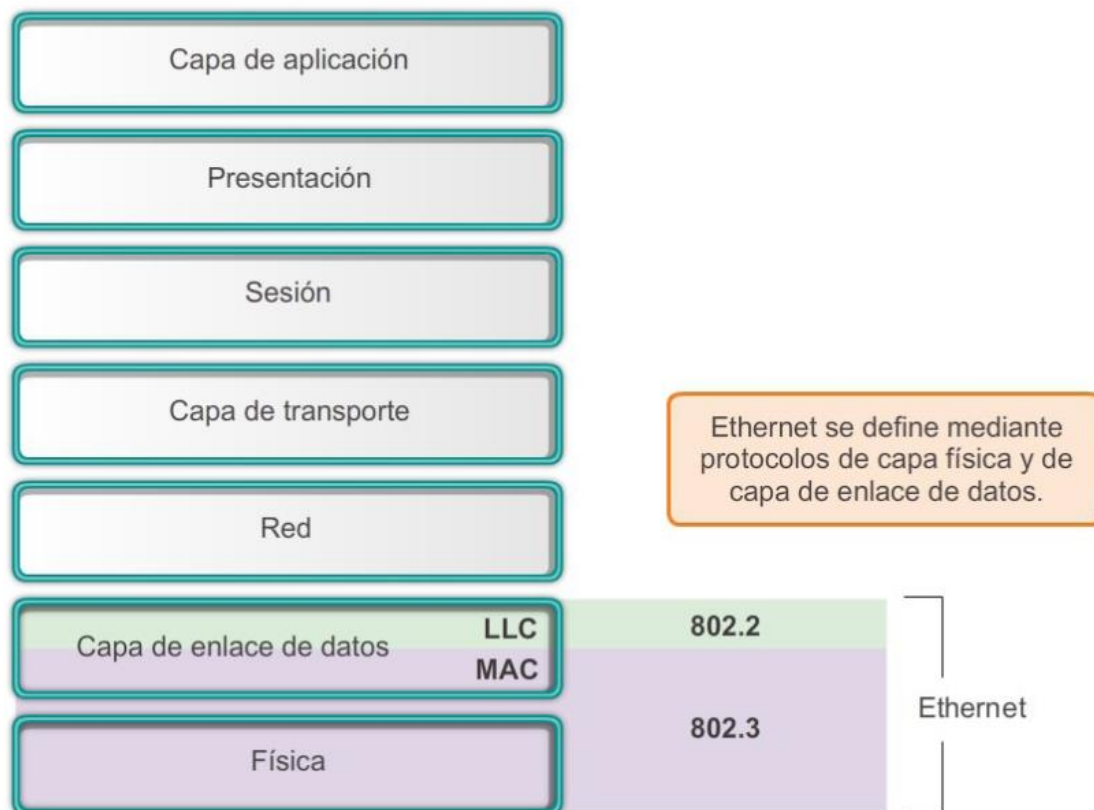 Capa de aplicación
Presentación
Sesión
Capa de transporte
Ethernet se define mediante
protocolos de capa física y de
capa de enlace de datos.
Red
Capa de enlace de datos
LLC
802.2
MAC
Ethernet
802.3
Física